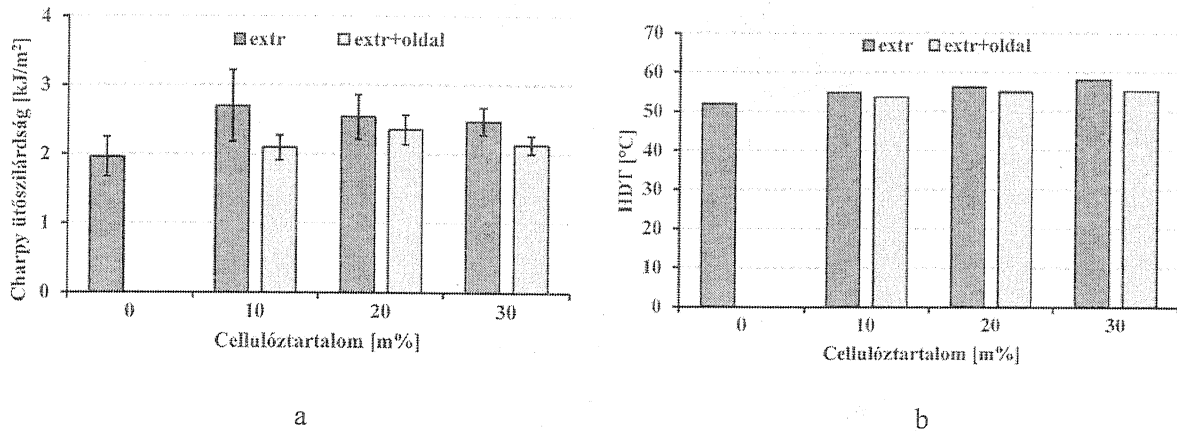 Charpy ütőszilárdság [kJ/m²]
extr
extr+oldal
4
3
2
1
0
0
10
20
30
Cellulóztartalom [m%]
a
HDT [°C]
extr
extr+oldal
70
60
50
40
30
20
10
0
0
10
20
30
Cellulóztartalom [m%]
b